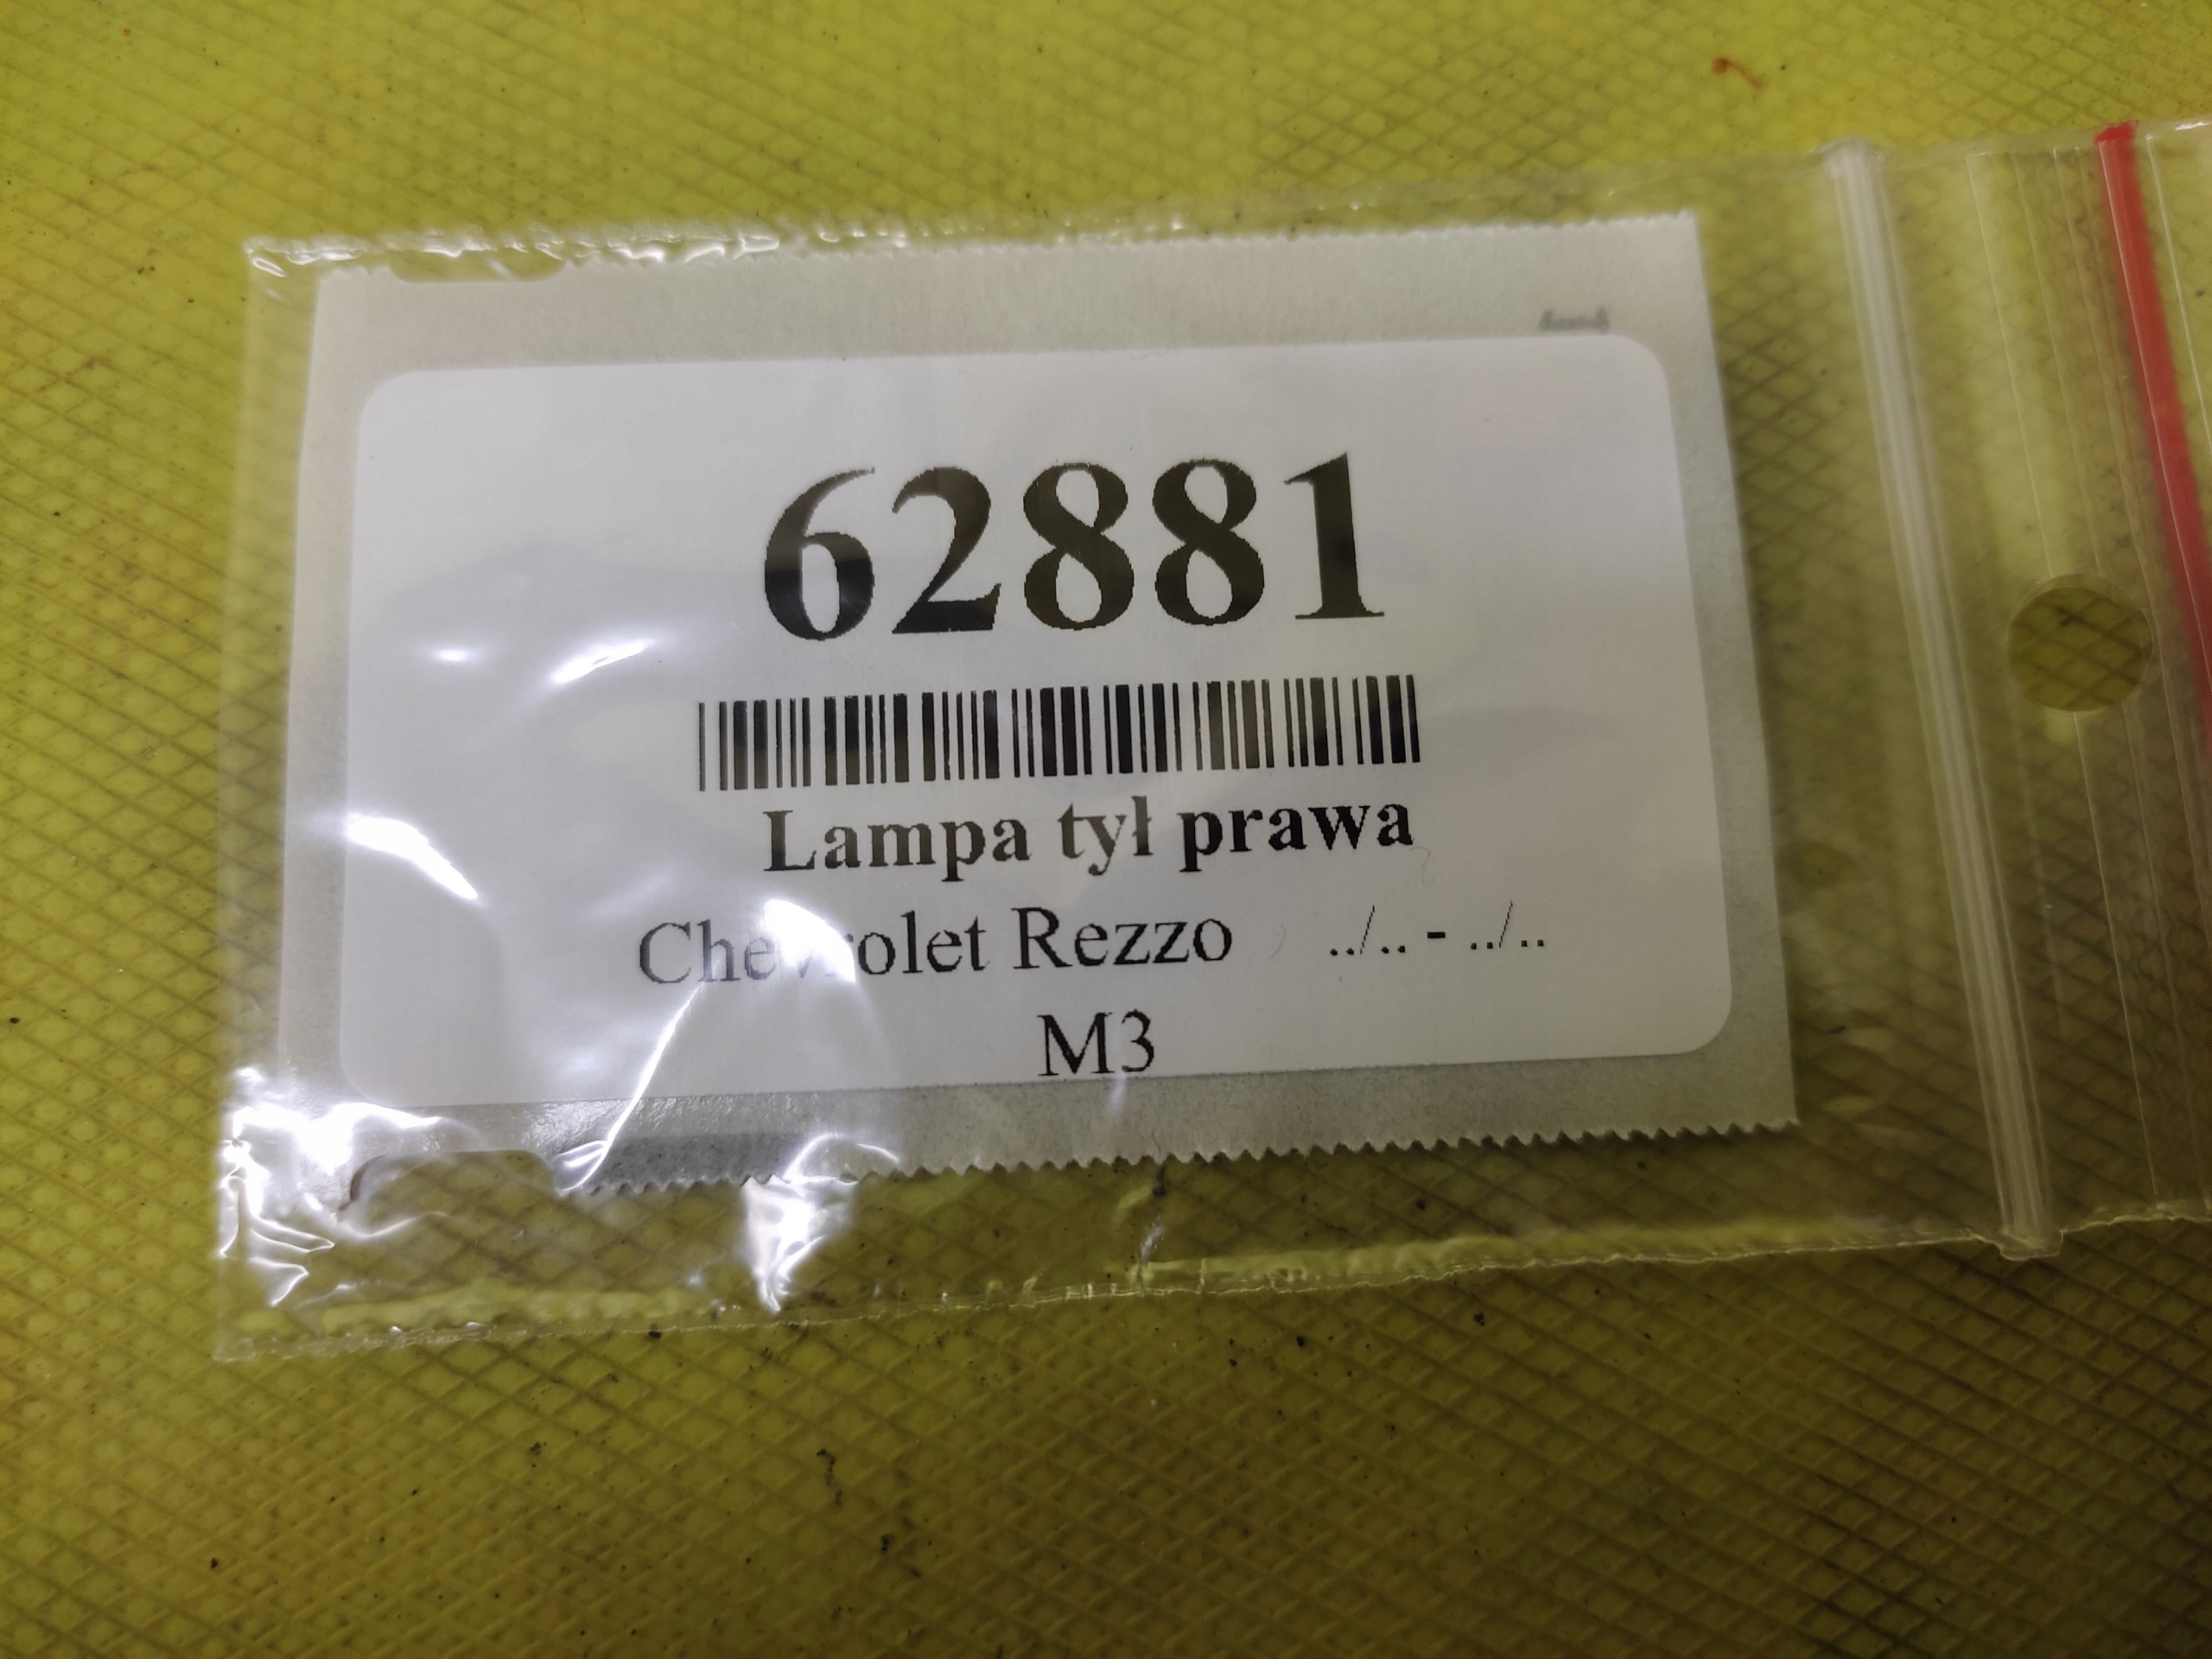 62881
Lampa tył prawa
Chevrolet Rezzo ../.. - ../..
M3